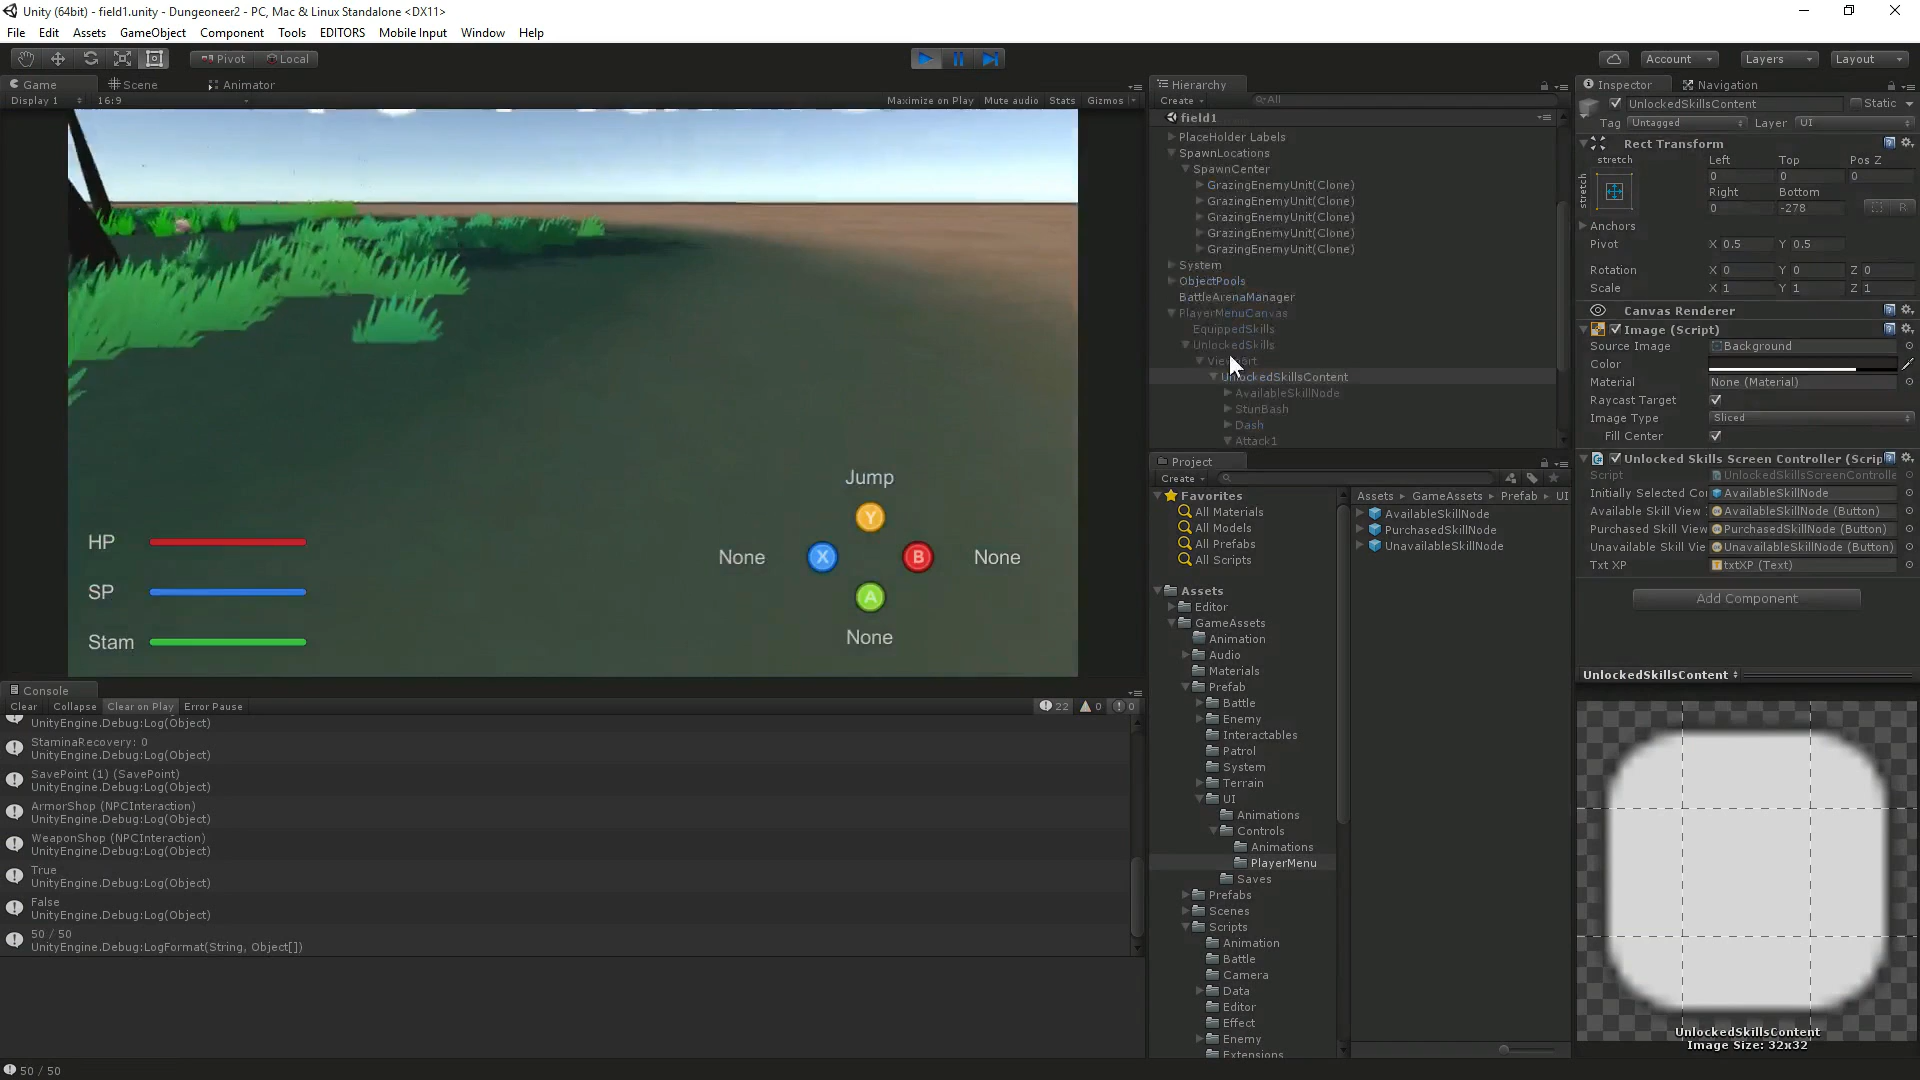 Unity (64bit) - field1.unity - Dungeoneer2 - PC, Mac & Linux Standalone <DX11>
File Edit Assets GameObject Component Tools EDITORS Mobile Input Window Help
Pivot Local Account Layers Layout
Game Scene Animator
Display 1 16:9 Maximize on Play Mute audio Stats Gizmos
Jump
Y
HP
None X B None
SP
A
None
Stam
Console
Clear Collapse Clear on Play Error Pause 22 0 0
UnityEngine.Debug:Log(Object)
StaminaRecovery: 0
UnityEngine.Debug:Log(Object)
SavePoint (1) (SavePoint)
UnityEngine.Debug:Log(Object)
ArmorShop (NPCInteraction)
UnityEngine.Debug:Log(Object)
WeaponShop (NPCInteraction)
UnityEngine.Debug:Log(Object)
True
UnityEngine.Debug:Log(Object)
False
UnityEngine.Debug:Log(Object)
50 / 50
UnityEngine.Debug:LogFormat(String, Object[])
50 / 50
Hierarchy
Create All
field1
PlaceHolder Labels
SpawnLocations
SpawnCenter
GrazingEnemyUnit(Clone)
GrazingEnemyUnit(Clone)
GrazingEnemyUnit(Clone)
GrazingEnemyUnit(Clone)
GrazingEnemyUnit(Clone)
System
ObjectPools
BattleArenaManager
PlayerMenuCanvas
EquippedSkills
UnlockedSkills
UnlockedSkillsContent
AvailableSkillNode
StunBash
Dash
Attack1
Project
Create
Favorites
All Materials
All Models
All Prefabs
All Scripts
Assets
Editor
GameAssets
Animation
Audio
Materials
Prefab
Battle
Enemy
Interactables
Patrol
System
Terrain
UI
Animations
Controls
Animations
PlayerMenu
Saves
Prefabs
Scenes
Scripts
Animation
Battle
Camera
Data
Editor
Effect
Enemy
Extensions
Assets GameAssets Prefab UI
AvailableSkillNode
PurchasedSkillNode
UnavailableSkillNode
Inspector Navigation
UnlockedSkillsContent Static
Tag Untagged Layer UI
Rect Transform
stretch Left Top Pos Z
stretch 0 0 0
Right Bottom
0 -278 R
Anchors
Pivot X 0.5 Y 0.5
Rotation X 0 Y 0 Z 0
Scale X 1 Y 1 Z 1
Canvas Renderer
Image (Script)
Source Image Background
Color
Material None (Material)
Raycast Target
Image Type Sliced
Fill Center
Unlocked Skills Screen Controller (Scrip
Script UnlockedSkillsScreenControlle
Initially Selected Co AvailableSkillNode
Available Skill View AvailableSkillNode (Button)
Purchased Skill View PurchasedSkillNode (Button)
Unavailable Skill Vie UnavailableSkillNode (Button)
Txt XP txtXP (Text)
Add Component
UnlockedSkillsContent
UnlockedSkillsContent
Image Size: 32x32